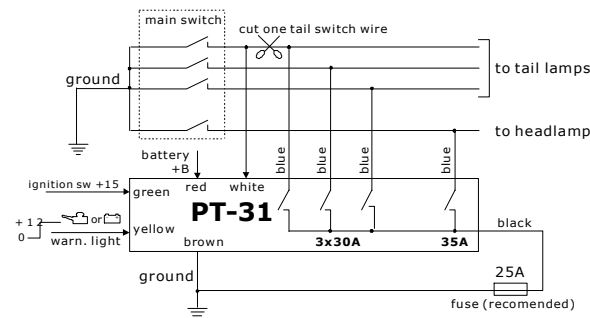 main switch
cut one tail switch wire
to tail lamps
ground
to headlamp
battery
+B
blue
blue
blue
blue
ignition sw +15
green
red
white
PT-31
+12
or
0
warn. light
yellow
brown
3x30A
35A
black
ground
25A
fuse (recomended)